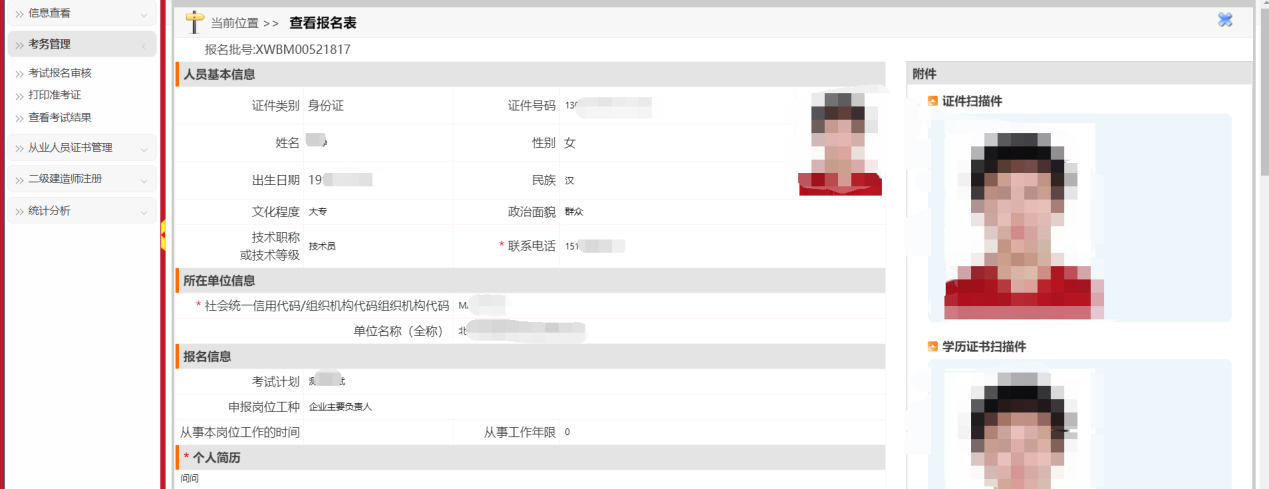 信息查看
考务管理
考试报名审核
打印准考证
查看考试结果
从业人员证书管理
二级建造师注册
统计分析
当前位置 >> 查看报名表
报名批号:XWBM00521817
人员基本信息
证件类别 身份证 证件号码 130
姓名 性别 女
出生日期 19 民族 汉
文化程度 大专 政治面貌 群众
技术职称
或技术等级 技术员 * 联系电话 151
所在单位信息
* 社会统一信用代码/组织机构代码组织机构代码
单位名称（全称） 北
报名信息
考试计划 试
申报岗位工种 企业主要负责人
从事本岗位工作的时间 从事工作年限 0
* 个人简历
问问
附件
证件扫描件
学历证书扫描件